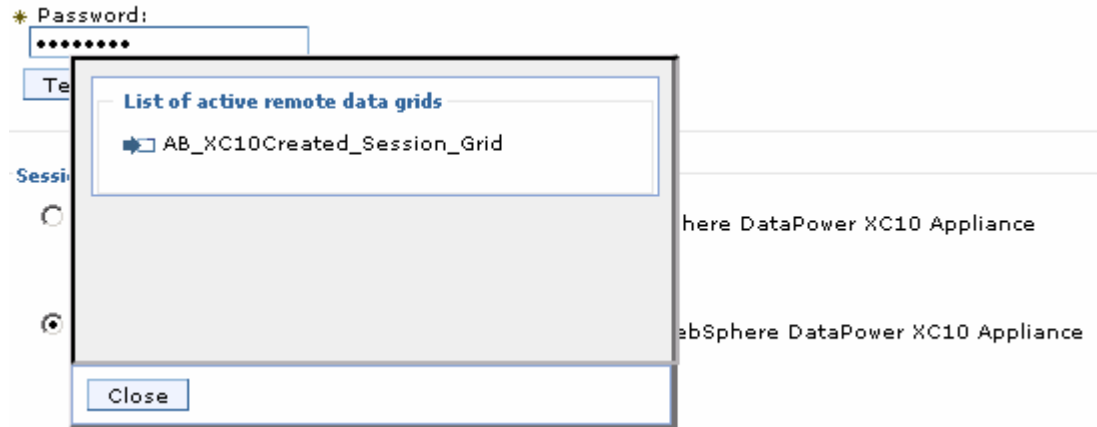 * Password:
••••••••
Te
List of active remote data grids
AB_XC10Created_Session_Grid
Sessi
here DataPower XC10 Appliance
ebSphere DataPower XC10 Appliance
Close